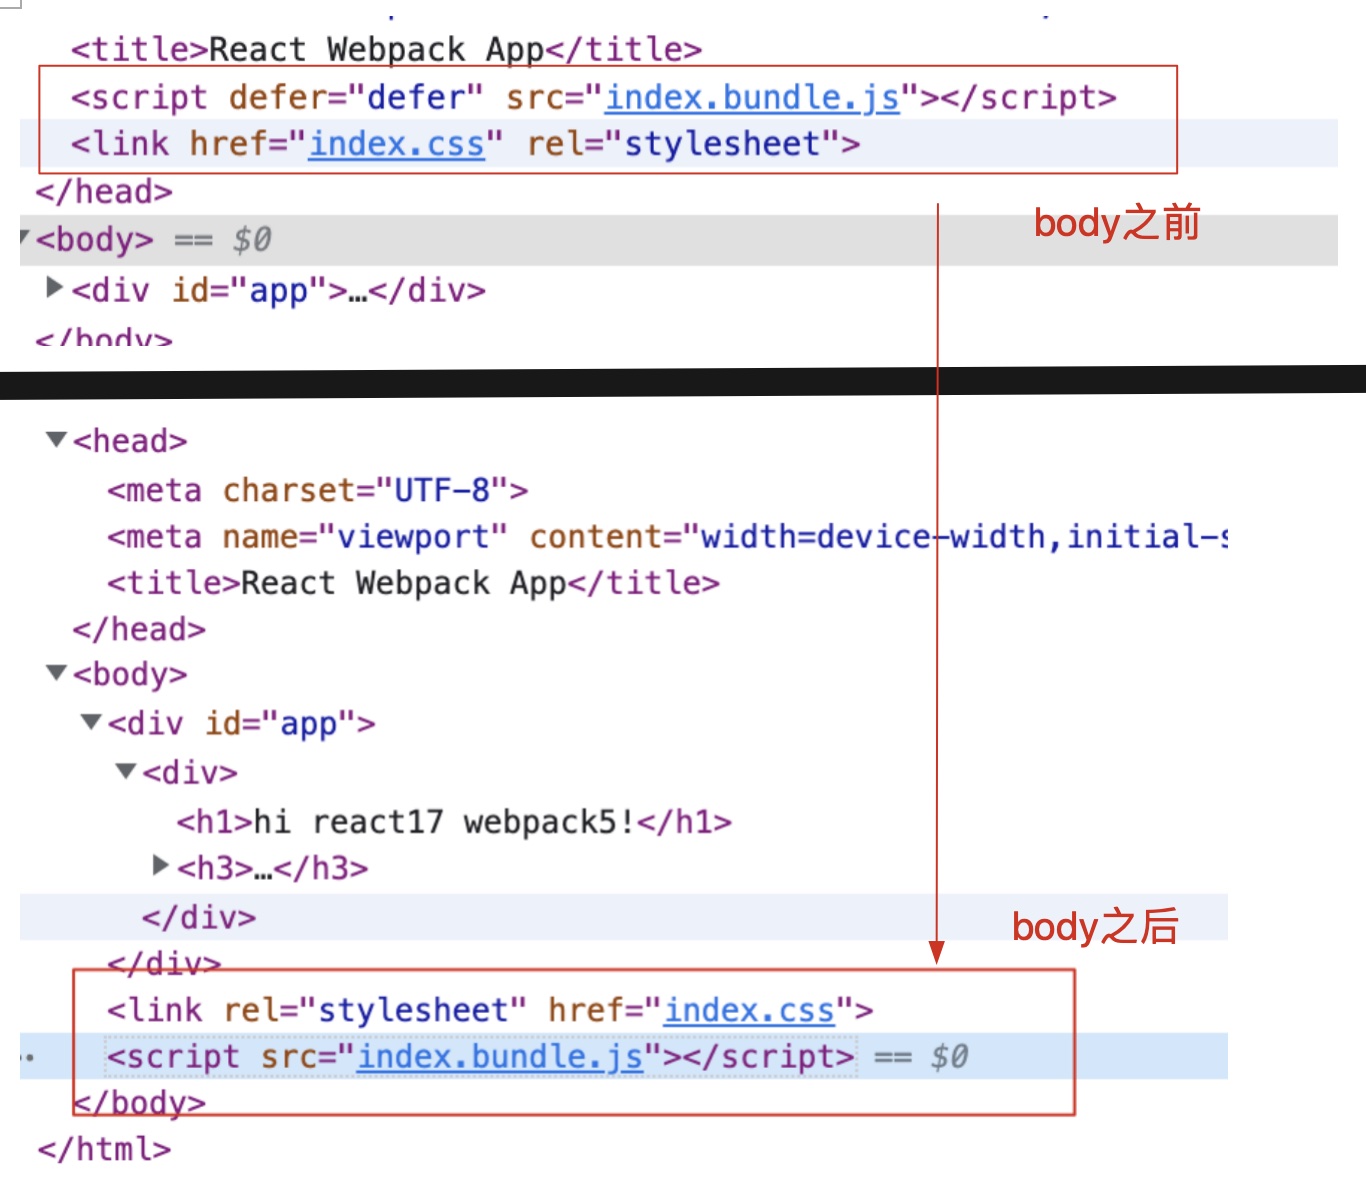 <title>React Webpack App</title>
<script defer="defer" src="index.bundle.js"></script>
<link href="index.css" rel="stylesheet">
</head>
body之前
<body> == $0
<div id="app">…</div>
</body>
<head>
<meta charset="UTF-8">
<meta name="viewport" content="width=device-width,initial-s
<title>React Webpack App</title>
</head>
<body>
<div id="app">
<div>
<h1>hi react17 webpack5!</h1>
<h3>…</h3>
</div>
body之后
</div>
<link rel="stylesheet" href="index.css">
<script src="index.bundle.js"></script> == $0
</body>
</html>